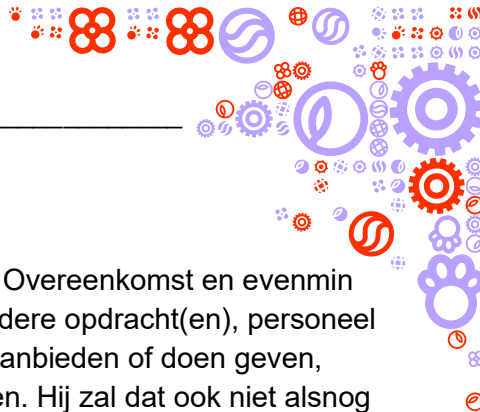 Overeenkomst en evenmin
dere opdracht(en), personeel
anbieden of doen geven,
en. Hij zal dat ook niet alsnog